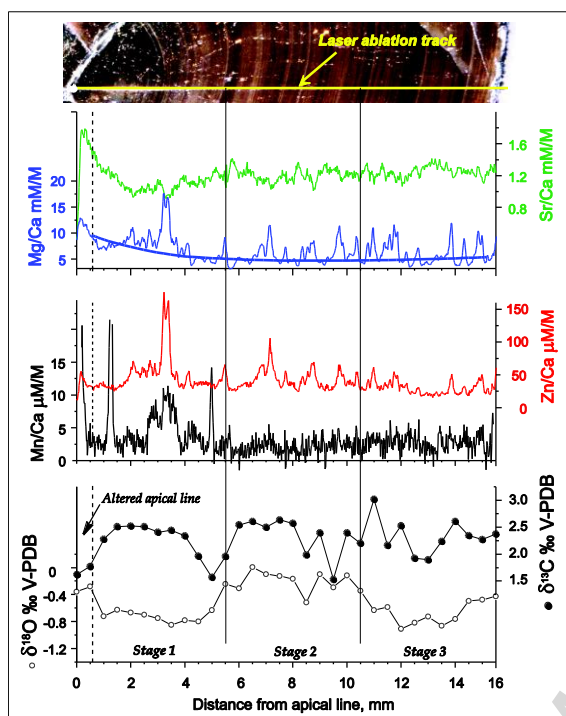 Laser ablation track
Sr/Ca mM/M
1.6
1.2
0.8
Mg/Ca mM/M
20
15
10
5
Zn/Ca µM/M
150
100
50
0
Mn/Ca µM/M
15
10
5
0
Altered apical line
δ¹⁸O ‰ V-PDB
0
-0.4
-0.8
-1.2
δ¹³C ‰ V-PDB
3.0
2.5
2.0
1.5
Stage 1
Stage 2
Stage 3
0 2 4 6 8 10 12 14 16
Distance from apical line, mm